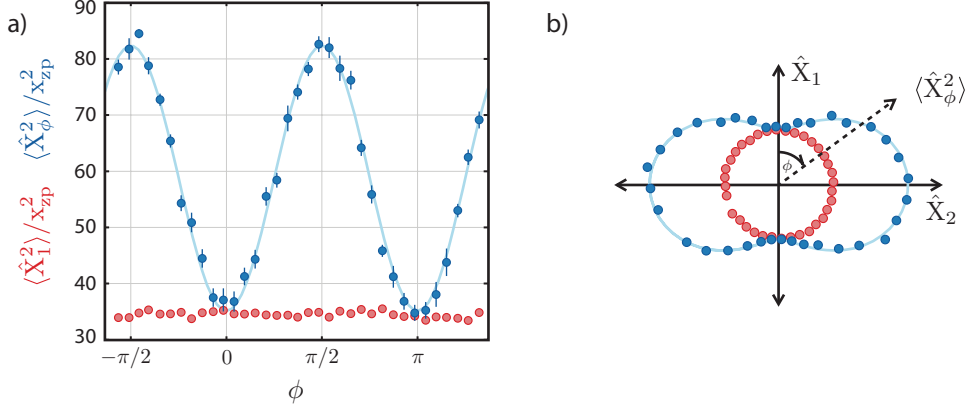 a)
⟨X̂²_φ⟩/x²_zp
⟨X̂²_1⟩/x²_zp
90
80
70
60
50
40
30
−π/2
0
π/2
π
φ
b)
X̂_1
⟨X̂²_φ⟩
φ
X̂_2